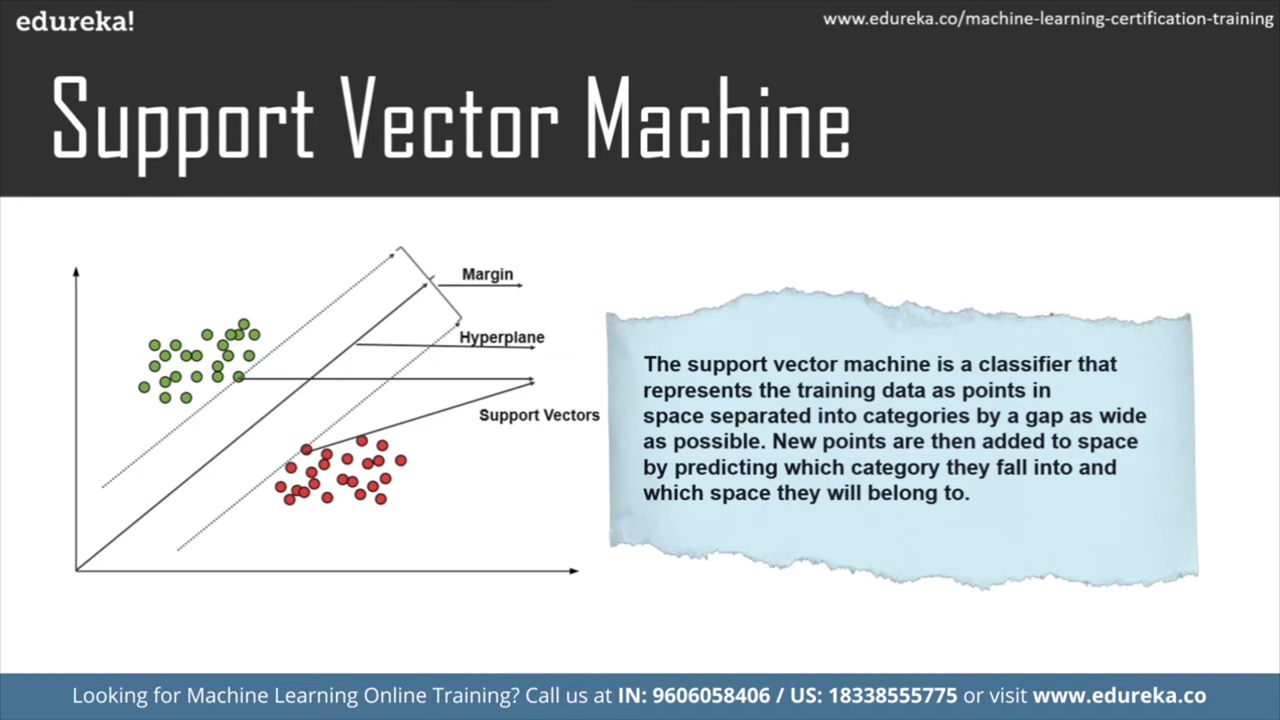 edureka!
www.edureka.co/machine-learning-certification-training
Support Vector Machine
Margin
Hyperplane
Support Vectors
The support vector machine is a classifier that
represents the training data as points in
space separated into categories by a gap as wide
as possible. New points are then added to space
by predicting which category they fall into and
which space they will belong to.
Looking for Machine Learning Online Training? Call us at IN: 9606058406 / US: 18338555775 or visit www.edureka.co